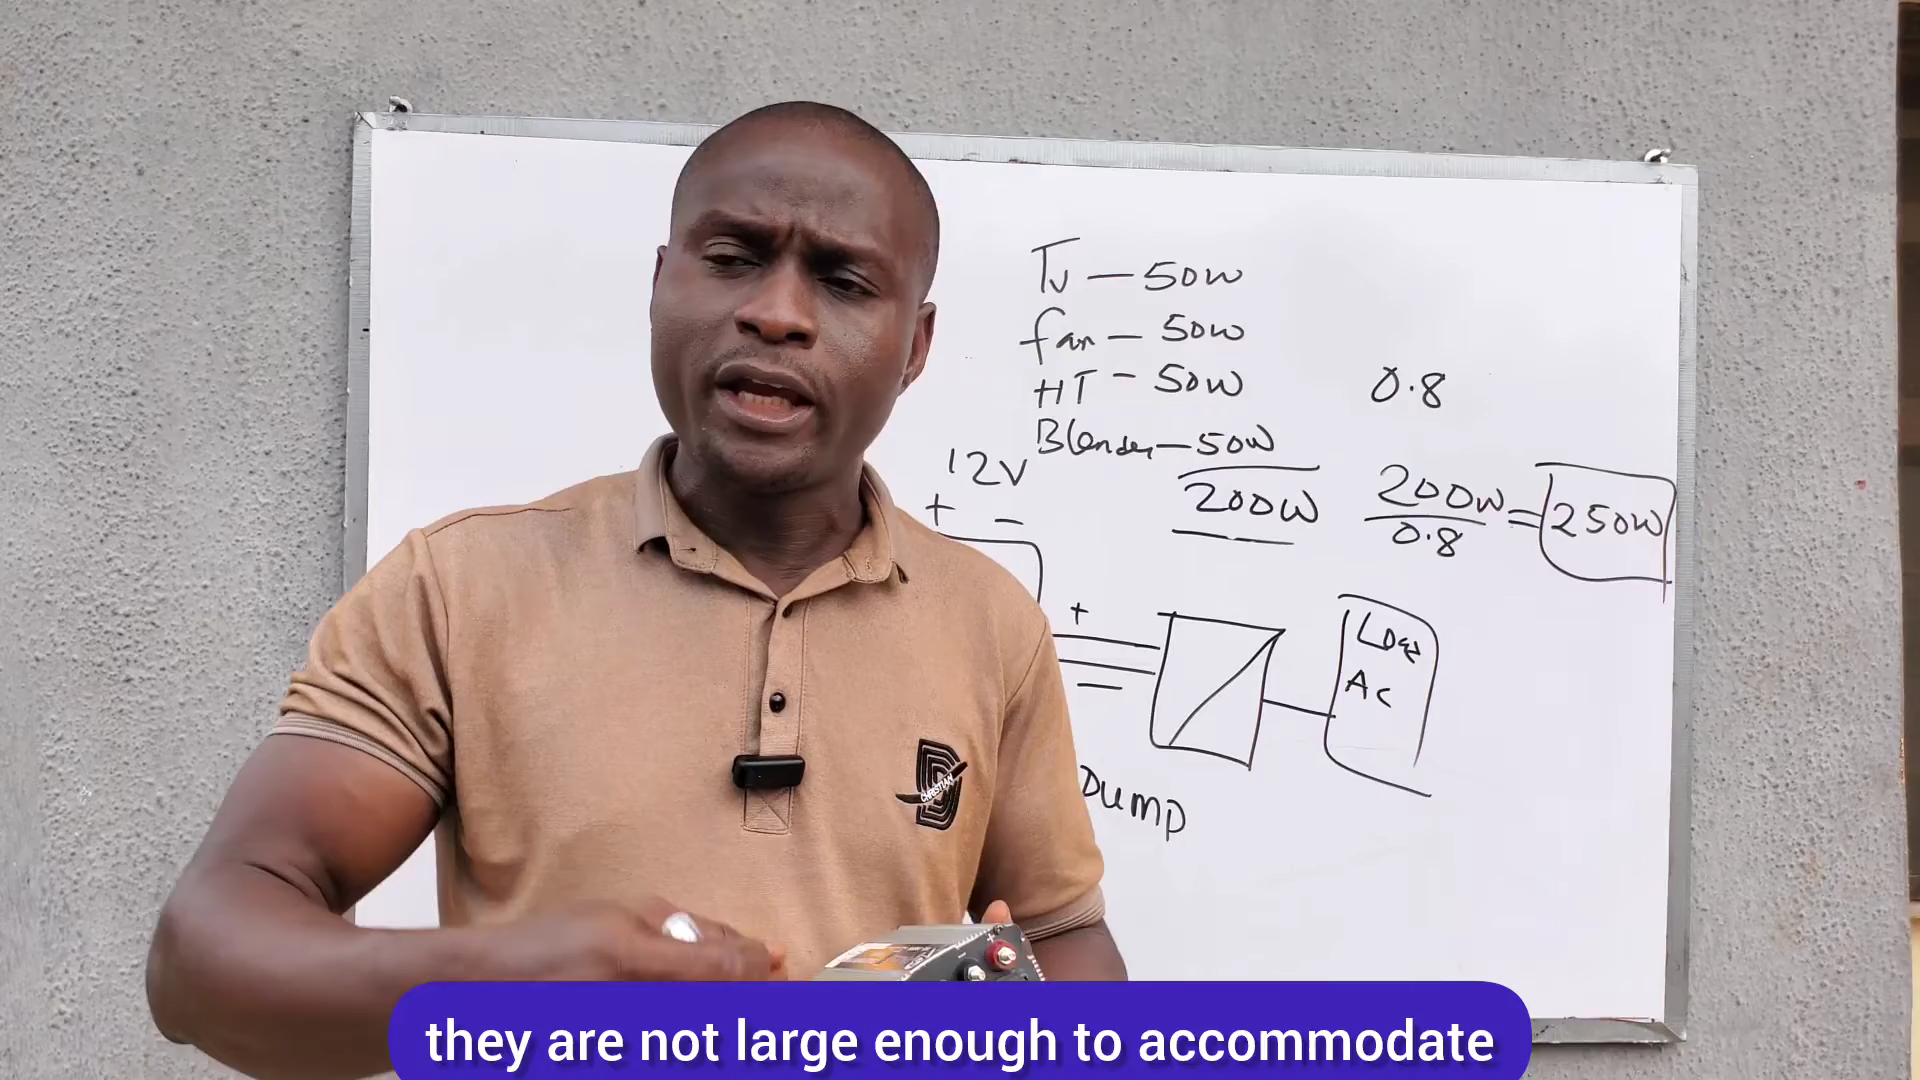 Tv — 50w
fan — 50w
HT - 50w
Blender — 50w
200w
0.8
200w = 250w
0.8
12V
+ -
+
-
Load
AC
Dump
CHRISTIAN
they are not large enough to accommodate